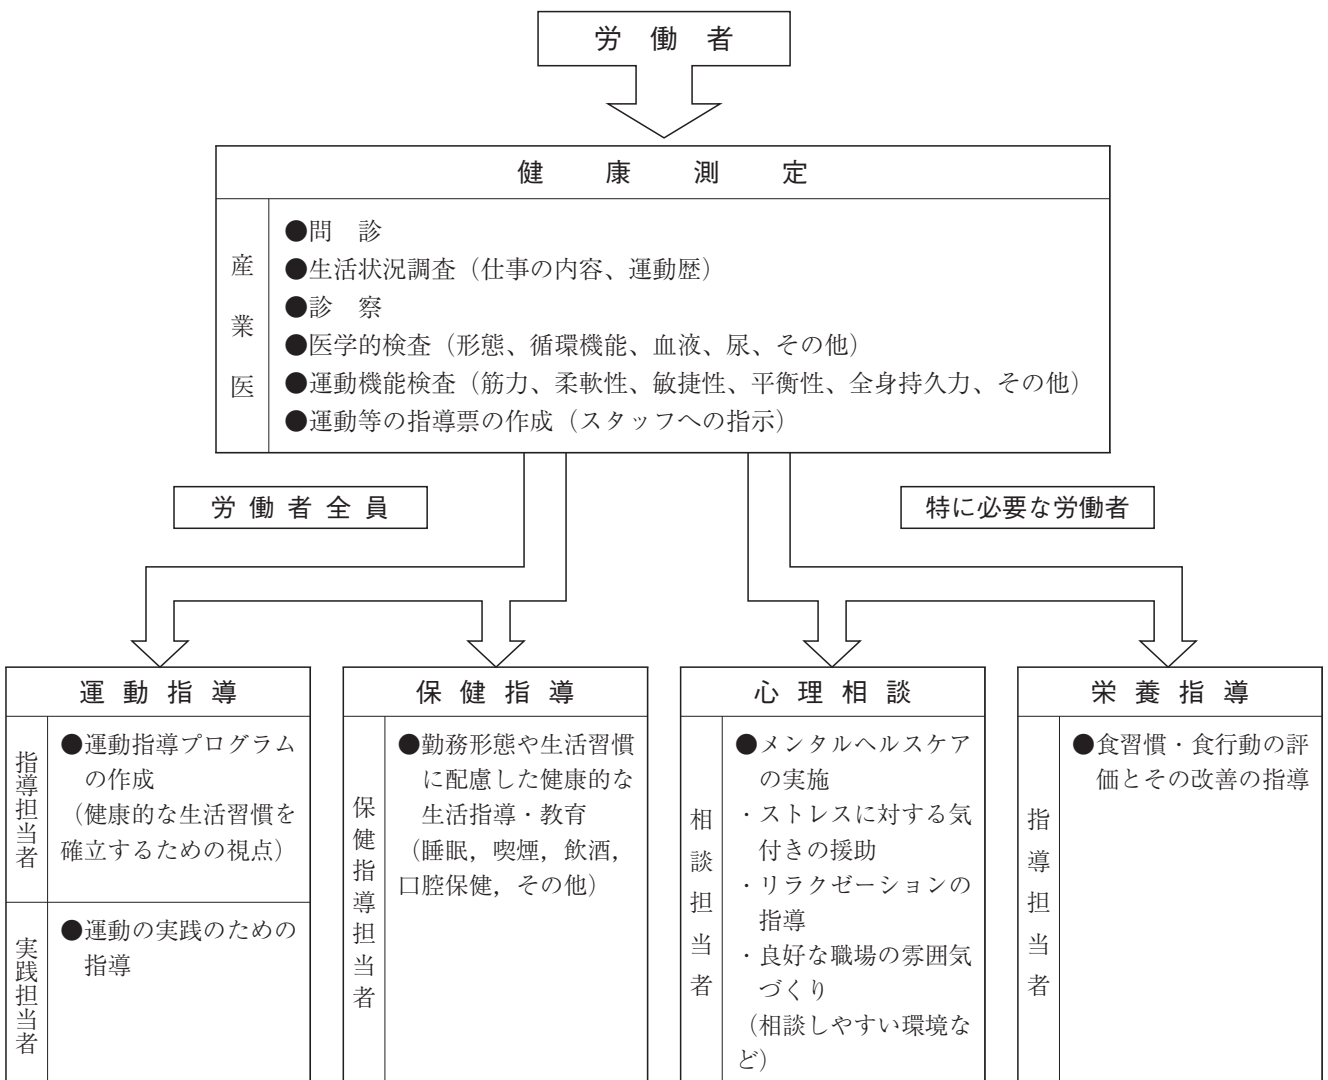 労働者
健康測定
産業医
●問　診
●生活状況調査（仕事の内容、運動歴）
●診　察
●医学的検査（形態、循環機能、血液、尿、その他）
●運動機能検査（筋力、柔軟性、敏捷性、平衡性、全身持久力、その他）
●運動等の指導票の作成（スタッフへの指示）
労働者全員
特に必要な労働者
運動指導
指導担当者
●運動指導プログラム
の作成
（健康的な生活習慣を
確立するための視点）
実践担当者
●運動の実践のための
指導
保健指導
保健指導担当者
●勤務形態や生活習慣
に配慮した健康的な
生活指導・教育
（睡眠，喫煙，飲酒，
口腔保健，その他）
心理相談
相談担当者
●メンタルヘルスケア
の実施
・ストレスに対する気
付きの援助
・リラクゼーションの
指導
・良好な職場の雰囲気
づくり
（相談しやすい環境な
ど）
栄養指導
指導担当者
●食習慣・食行動の評
価とその改善の指導